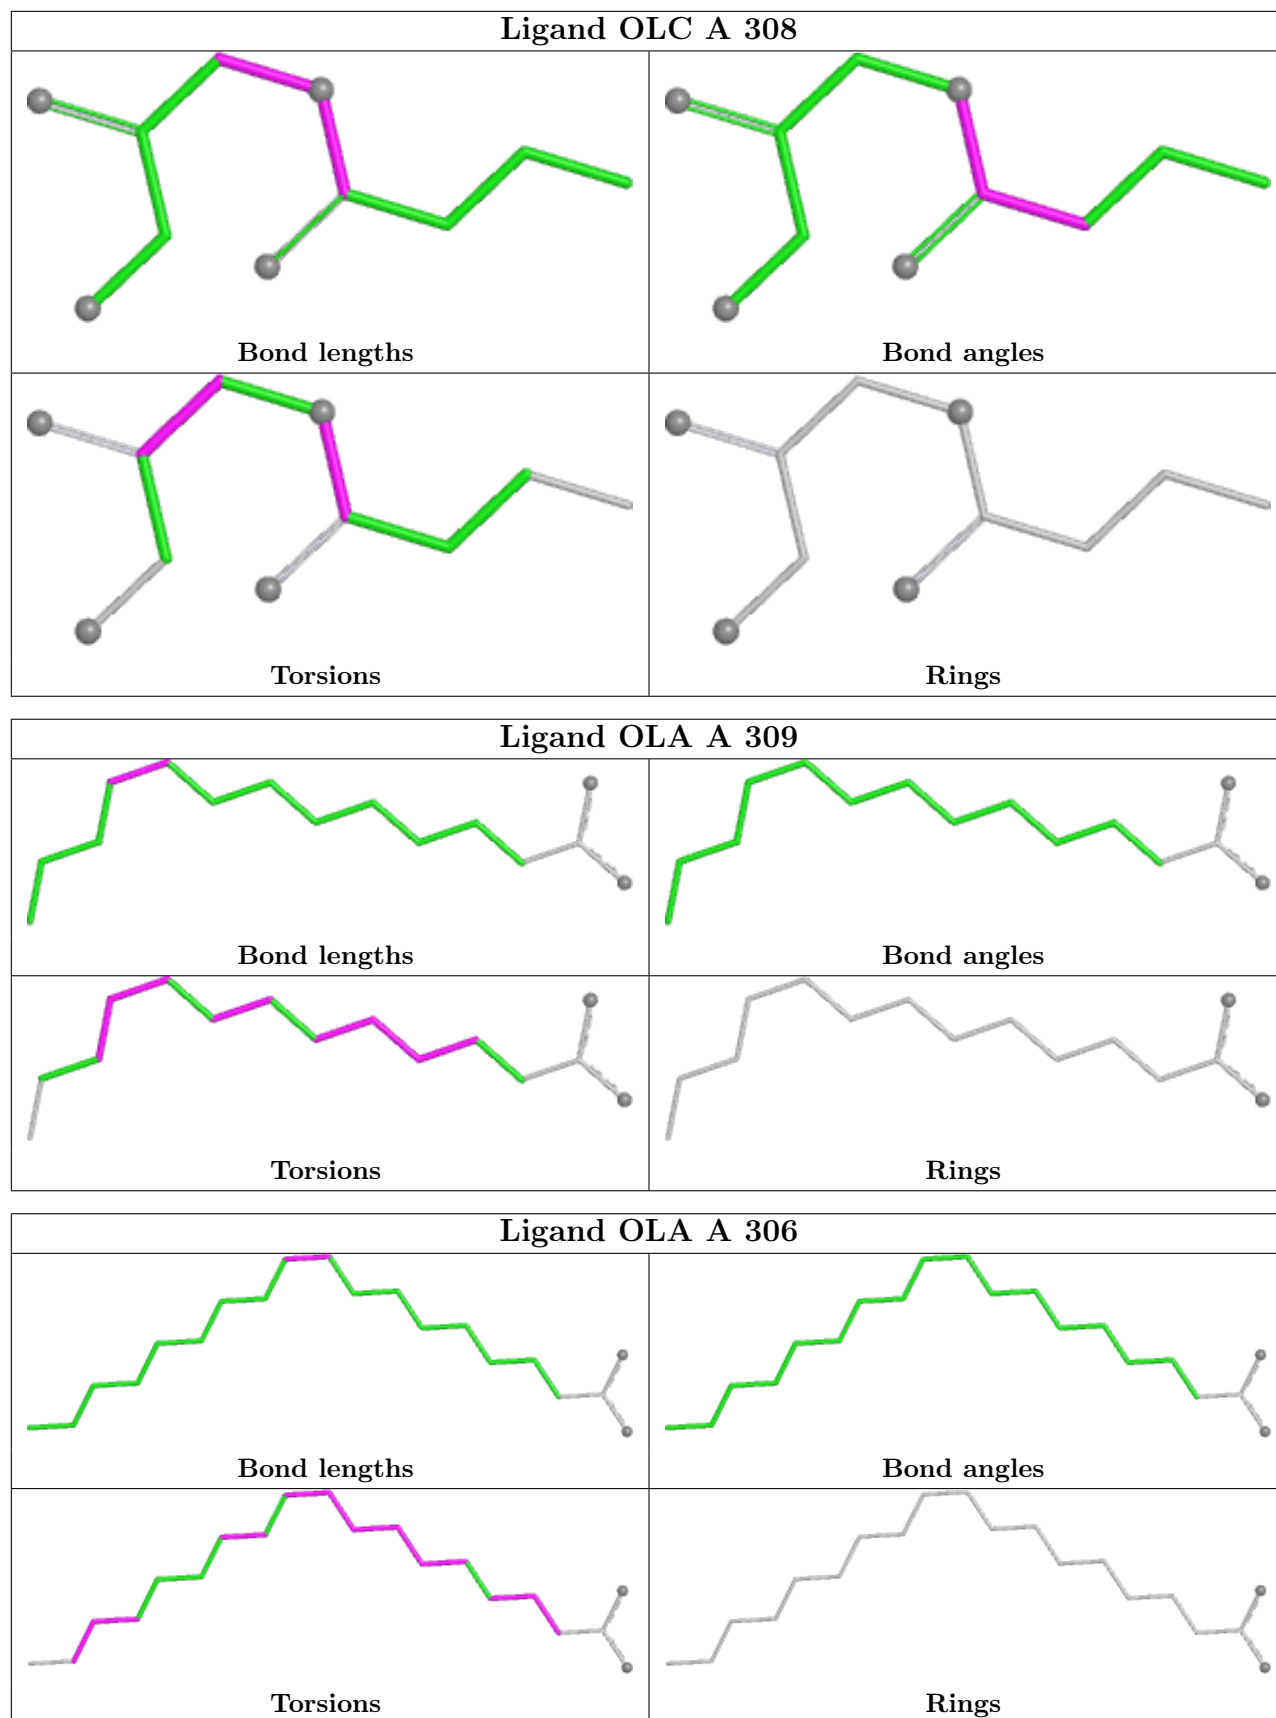 Ligand OLC A 308
Bond lengths
Bond angles
Torsions
Rings
Ligand OLA A 309
Bond lengths
Bond angles
Torsions
Rings
Ligand OLA A 306
Bond lengths
Bond angles
Torsions
Rings